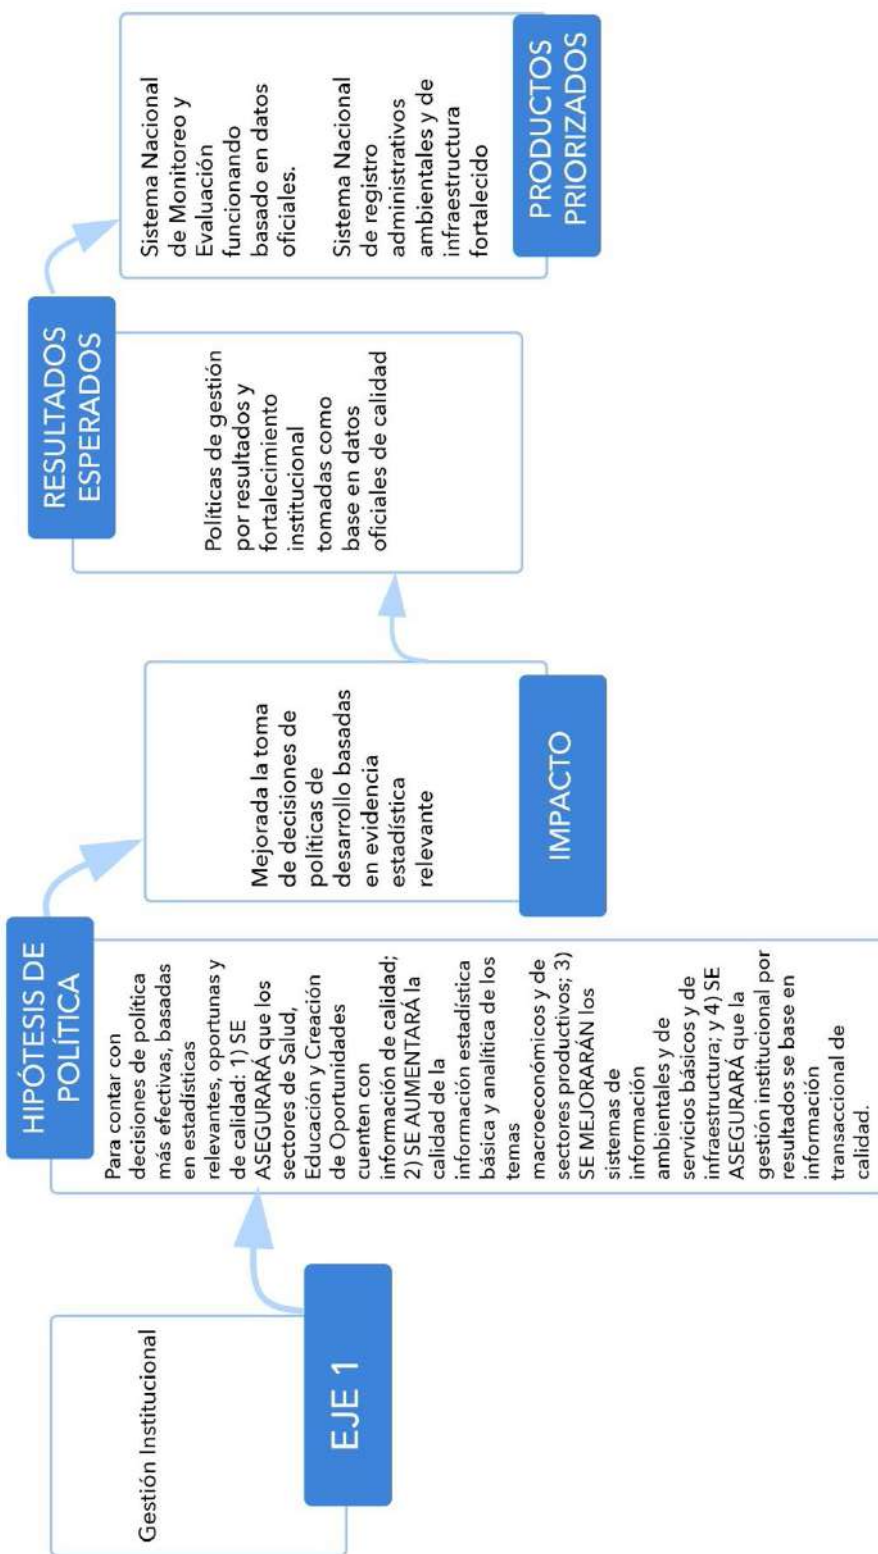 Gestión Institucional
EJE 1
HIPÓTESIS DE
POLÍTICA
Para contar con
decisiones de política
más efectivas, basadas
en estadísticas
relevantes, oportunas y
de calidad: 1) SE
ASEGURARÁ que los
sectores de Salud,
Educación y Creación
de Oportunidades
cuenten con
información de calidad;
2) SE AUMENTARÁ la
calidad de la
información estadística
básica y analítica de los
temas
macroeconómicos y de
sectores productivos; 3)
SE MEJORARÁN los
sistemas de
información
ambientales y de
servicios básicos y de
infraestructura; y 4) SE
ASEGURARÁ que la
gestión institucional por
resultados se base en
información
transaccional de
calidad.
Mejorada la toma
de decisiones de
políticas de
desarrollo basadas
en evidencia
estadística
relevante
IMPACTO
RESULTADOS
ESPERADOS
Políticas de gestión
por resultados y
fortalecimiento
institucional
tomadas como
base en datos
oficiales de calidad
Sistema Nacional
de Monitoreo y
Evaluación
funcionando
basado en datos
oficiales.
Sistema Nacional
de registro
administrativos
ambientales y de
infraestructura
fortalecido
PRODUCTOS
PRIORIZADOS